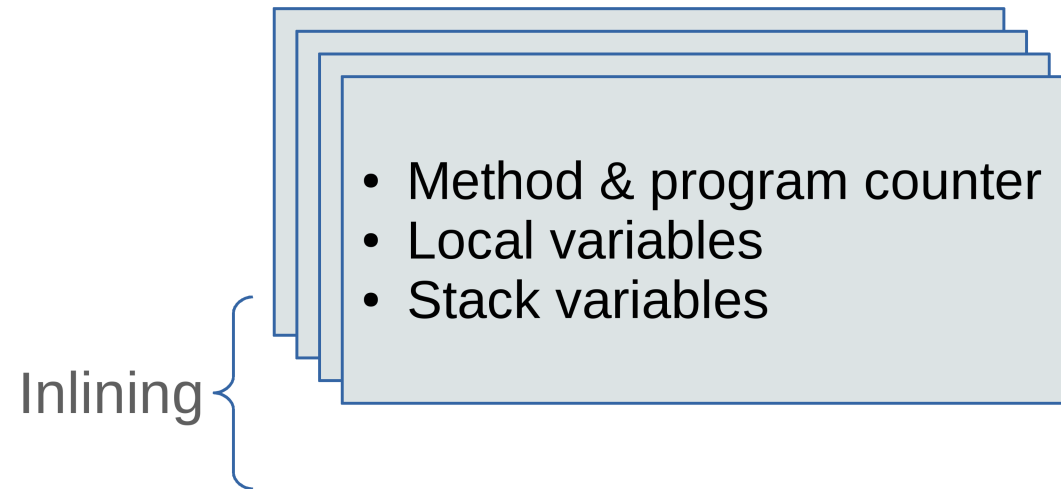 • Method & program counter
• Local variables
• Stack variables
Inlining